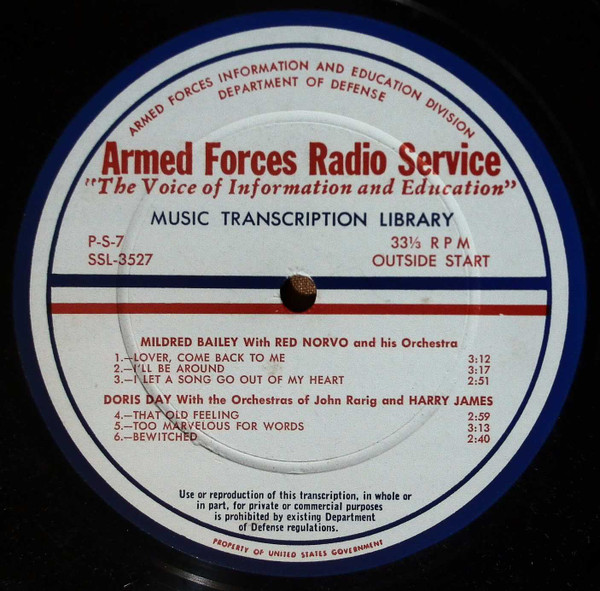 ARMED FORCES INFORMATION AND EDUCATION DIVISION
DEPARTMENT OF DEFENSE
Armed Forces Radio Service
"The Voice of Information and Education"
MUSIC TRANSCRIPTION LIBRARY
P-S-7 33⅓ R P M
SSL-3527 OUTSIDE START
MILDRED BAILEY With RED NORVO and his Orchestra
1.—LOVER, COME BACK TO ME 3:12
2.—I'LL BE AROUND 3:17
3.—I LET A SONG GO OUT OF MY HEART 2:51
DORIS DAY With the Orchestras of John Rarig and HARRY JAMES
4.—THAT OLD FEELING 2:59
5.—TOO MARVELOUS FOR WORDS 3:13
6.—BEWITCHED 2:40
Use or reproduction of this transcription, in whole or
in part, for private or commercial purposes
is prohibited by existing Department
of Defense regulations.
PROPERTY OF UNITED STATES GOVERNMENT